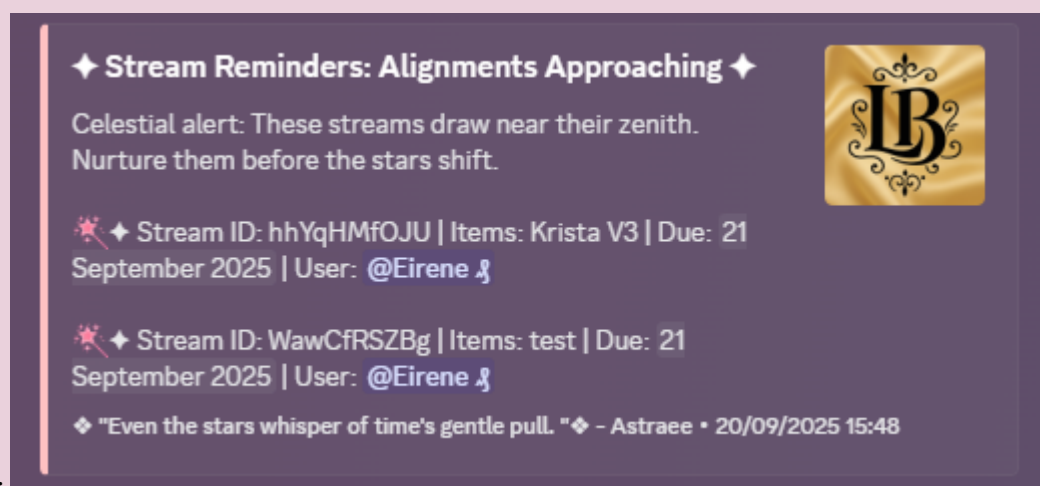 ✦ Stream Reminders: Alignments Approaching ✦
LB
Celestial alert: These streams draw near their zenith.
Nurture them before the stars shift.
✦ Stream ID: hhYqHMfOJU | Items: Krista V3 | Due: 21
September 2025 | User: @Eirene
✦ Stream ID: WawCfRSZBg | Items: test | Due: 21
September 2025 | User: @Eirene
❖ "Even the stars whisper of time's gentle pull. "❖ - Astraee • 20/09/2025 15:48